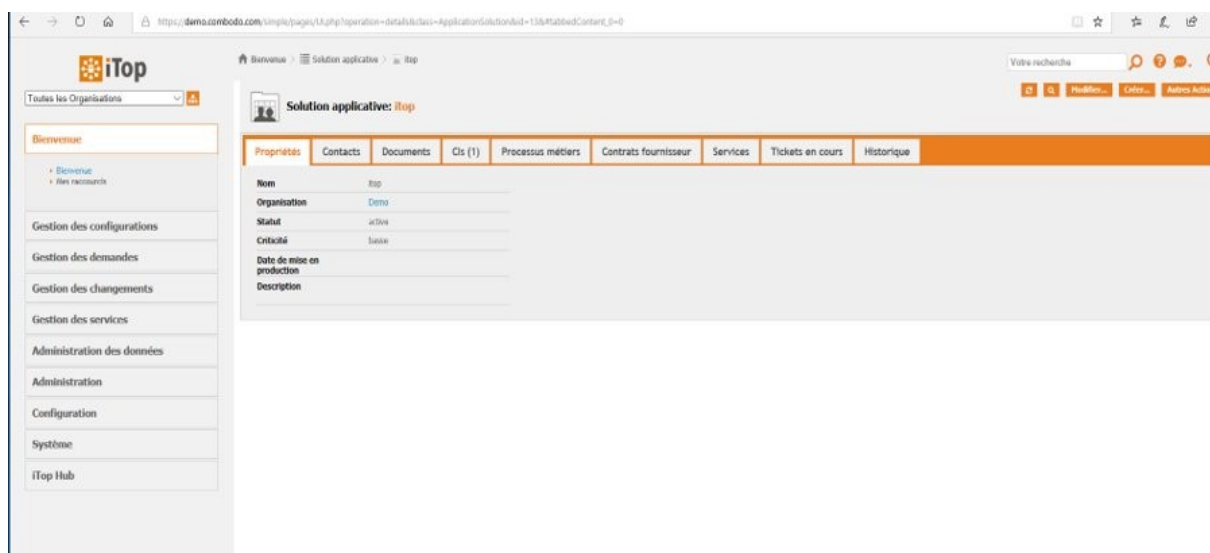 https://demo.combodo.com/simple/pages/UI.php?operation=details&class=ApplicationSolution&id=13&#tabbedContent_0=0
iTop
Bienvenue > Solution applicative > itop
Votre recherche
Toutes les Organisations
Modifier... Créer...
Solution applicative: itop
Bienvenue
Bienvenue
Mes raccourcis
Gestion des configurations
Gestion des demandes
Gestion des changements
Gestion des services
Administration des données
Administration
Configuration
Système
iTop Hub
Propriétés Contacts Documents CIs (1) Processus métiers Contrats fournisseur Services Tickets en cours Historique
Nom itop
Organisation Demo
Statut active
Criticité basse
Date de mise en
production
Description